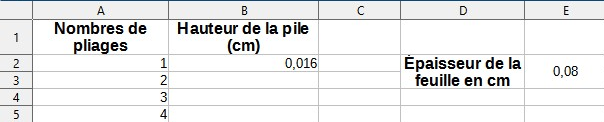 A B C D E
1 Nombres de Hauteur de la pile
pliages (cm)
2 1 0,016 Épaisseur de la
3 2 feuille en cm 0,08
4 3
5 4